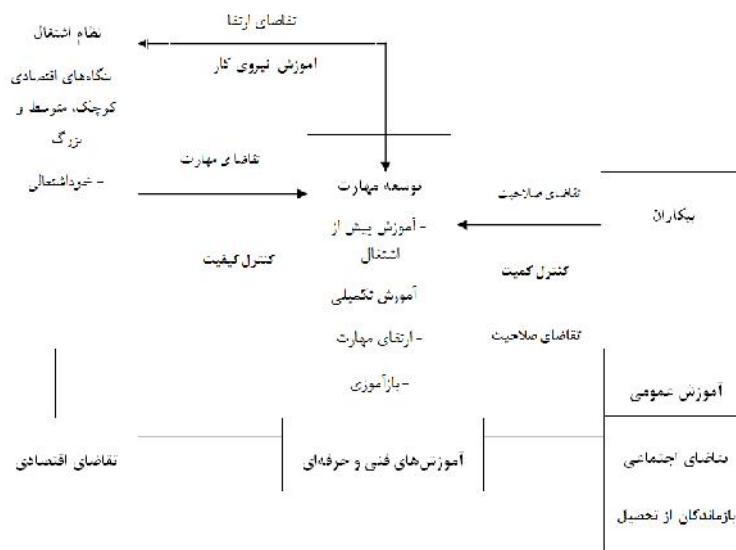 تقاضای ارتقا
آموزش نیروی کار
نظام اشتغال
بنگاه‌های اقتصادی
کوچک، متوسط و
بزرگ
- خوداشتغالی
تقاضای مهارت
توسعه مهارت
- آموزش پیش از
اشتغال
آموزش تکمیلی
- ارتقای مهارت
- بازآموزی
تقاضای صلاحیت
بیکاران
کنترل کیفیت
کنترل کمیت
تقاضای صلاحیت
آموزش عمومی
تقاضای اجتماعی
بازماندگان از تحصیل
آموزش‌های فنی و حرفه‌ای
تقاضای اقتصادی